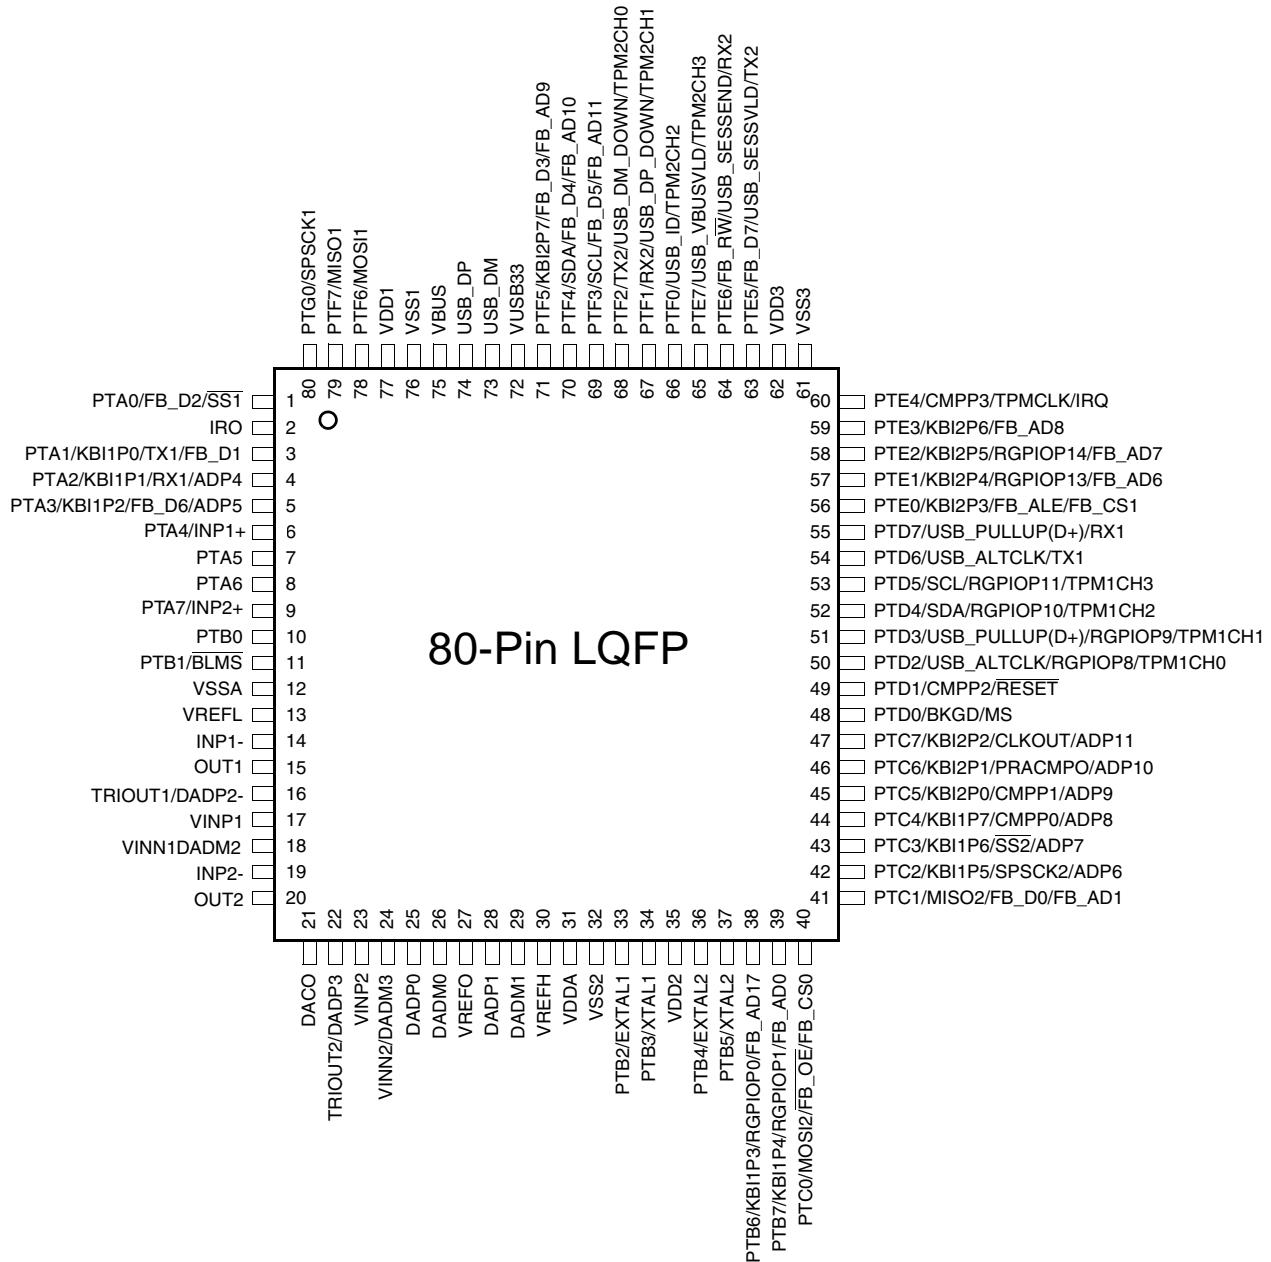 PTG0/SPSCK1
PTF7/MISO1
PTF6/MOSI1
VDD1
VSS1
VBUS
USB_DP
USB_DM
VUSB33
PTF5/KBI2P7/FB_D3/FB_AD9
PTF4/SDA/FB_D4/FB_AD10
PTF3/SCL/FB_D5/FB_AD11
PTF2/TX2/USB_DM_DOWN/TPM2CH0
PTF1/RX2/USB_DP_DOWN/TPM2CH1
PTF0/USB_ID/TPM2CH2
PTE7/USB_VBUSVLD/TPM2CH3
PTE6/FB_RW/USB_SESSEND/RX2
PTE5/FB_D7/USB_SESSVLD/TX2
VDD3
VSS3
80
79
78
77
76
75
74
73
72
71
70
69
68
67
66
65
64
63
62
61
PTA0/FB_D2/SS1 1
IRO 2
PTA1/KBI1P0/TX1/FB_D1 3
PTA2/KBI1P1/RX1/ADP4 4
PTA3/KBI1P2/FB_D6/ADP5 5
PTA4/INP1+ 6
PTA5 7
PTA6 8
PTA7/INP2+ 9
PTB0 10
PTB1/BLMS 11
VSSA 12
VREFL 13
INP1- 14
OUT1 15
TRIOUT1/DADP2- 16
VINP1 17
VINN1DADM2 18
INP2- 19
OUT2 20
80-Pin LQFP
60 PTE4/CMPP3/TPMCLK/IRQ
59 PTE3/KBI2P6/FB_AD8
58 PTE2/KBI2P5/RGPIOP14/FB_AD7
57 PTE1/KBI2P4/RGPIOP13/FB_AD6
56 PTE0/KBI2P3/FB_ALE/FB_CS1
55 PTD7/USB_PULLUP(D+)/RX1
54 PTD6/USB_ALTCLK/TX1
53 PTD5/SCL/RGPIOP11/TPM1CH3
52 PTD4/SDA/RGPIOP10/TPM1CH2
51 PTD3/USB_PULLUP(D+)/RGPIOP9/TPM1CH1
50 PTD2/USB_ALTCLK/RGPIOP8/TPM1CH0
49 PTD1/CMPP2/RESET
48 PTD0/BKGD/MS
47 PTC7/KBI2P2/CLKOUT/ADP11
46 PTC6/KBI2P1/PRACMPO/ADP10
45 PTC5/KBI2P0/CMPP1/ADP9
44 PTC4/KBI1P7/CMPP0/ADP8
43 PTC3/KBI1P6/SS2/ADP7
42 PTC2/KBI1P5/SPSCK2/ADP6
41 PTC1/MISO2/FB_D0/FB_AD1
21
22
23
24
25
26
27
28
29
30
31
32
33
34
35
36
37
38
39
40
DACO
TRIOUT2/DADP3
VINP2
VINN2/DADM3
DADP0
DADM0
VREFO
DADP1
DADM1
VREFH
VDDA
VSS2
PTB2/EXTAL1
PTB3/XTAL1
VDD2
PTB4/EXTAL2
PTB5/XTAL2
PTB6/KBI1P3/RGPIOP0/FB_AD17
PTB7/KBI1P4/RGPIOP1/FB_AD0
PTC0/MOSI2/FB_OE/FB_CS0